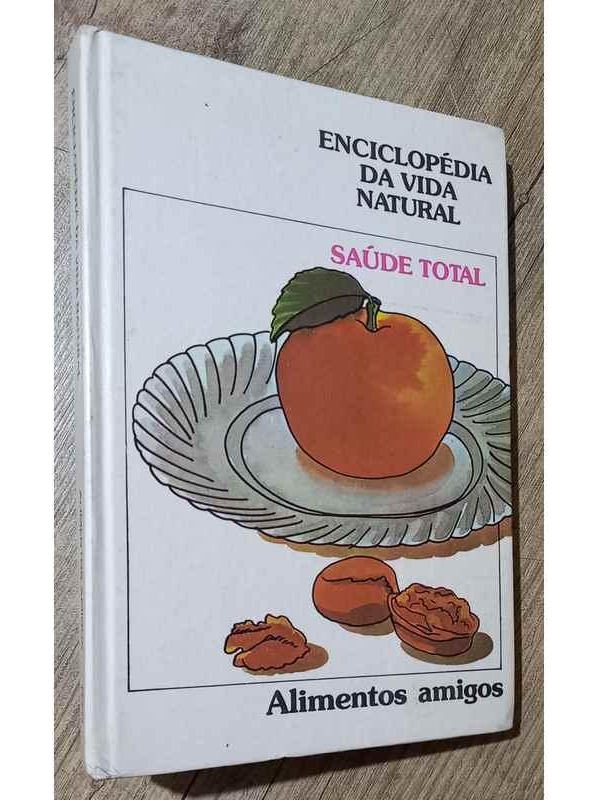 ENCICLOPÉDIA
DA VIDA
NATURAL
SAÚDE TOTAL
Alimentos amigos